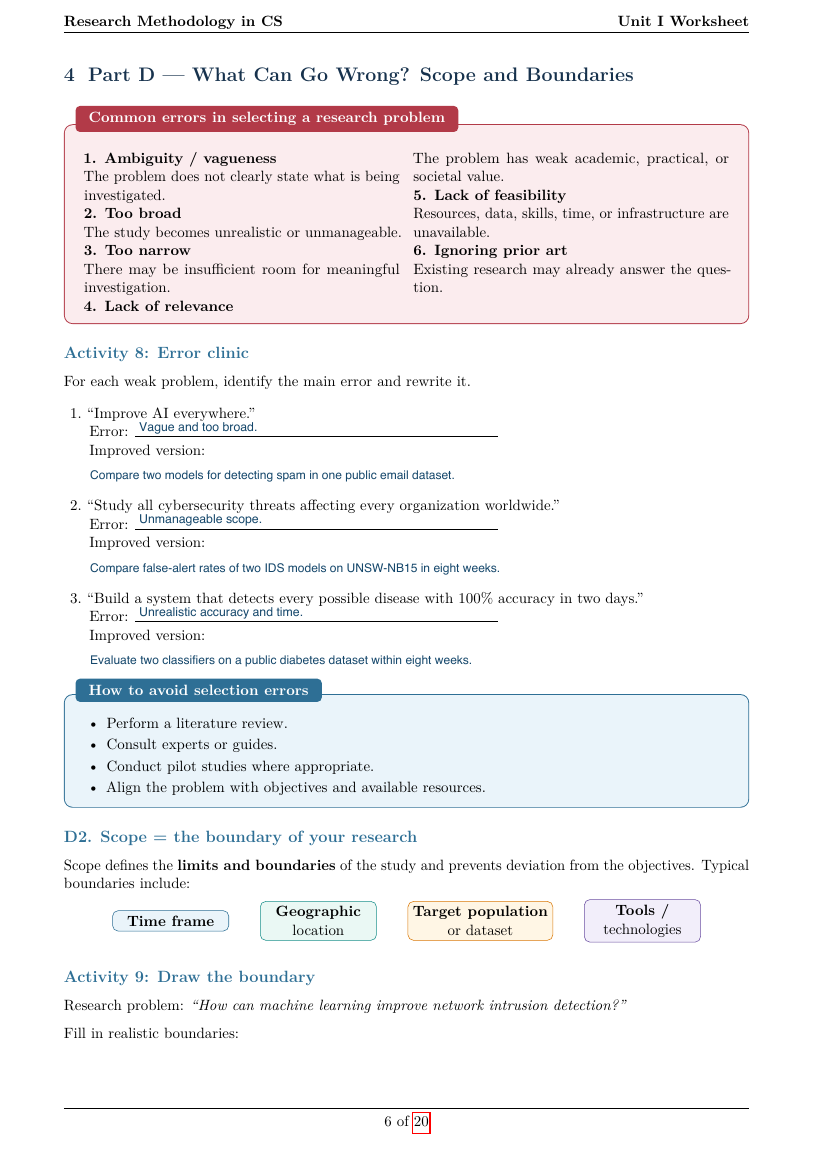 Research Methodology in CS Unit I Worksheet
4 Part D — What Can Go Wrong? Scope and Boundaries
Common errors in selecting a research problem
1. Ambiguity / vagueness
The problem does not clearly state what is being
investigated.
2. Too broad
The study becomes unrealistic or unmanageable.
3. Too narrow
There may be insufficient room for meaningful
investigation.
4. Lack of relevance
The problem has weak academic, practical, or
societal value.
5. Lack of feasibility
Resources, data, skills, time, or infrastructure are
unavailable.
6. Ignoring prior art
Existing research may already answer the ques-
tion.
Activity 8: Error clinic
For each weak problem, identify the main error and rewrite it.
1. “Improve AI everywhere.”
Error: Vague and too broad.
Improved version:
Compare two models for detecting spam in one public email dataset.
2. “Study all cybersecurity threats affecting every organization worldwide.”
Error: Unmanageable scope.
Improved version:
Compare false-alert rates of two IDS models on UNSW-NB15 in eight weeks.
3. “Build a system that detects every possible disease with 100% accuracy in two days.”
Error: Unrealistic accuracy and time.
Improved version:
Evaluate two classifiers on a public diabetes dataset within eight weeks.
How to avoid selection errors
• Perform a literature review.
• Consult experts or guides.
• Conduct pilot studies where appropriate.
• Align the problem with objectives and available resources.
D2. Scope = the boundary of your research
Scope defines the limits and boundaries of the study and prevents deviation from the objectives. Typical
boundaries include:
Time frame
Geographic
location
Target population
or dataset
Tools /
technologies
Activity 9: Draw the boundary
Research problem: “How can machine learning improve network intrusion detection?”
Fill in realistic boundaries:
6 of 20